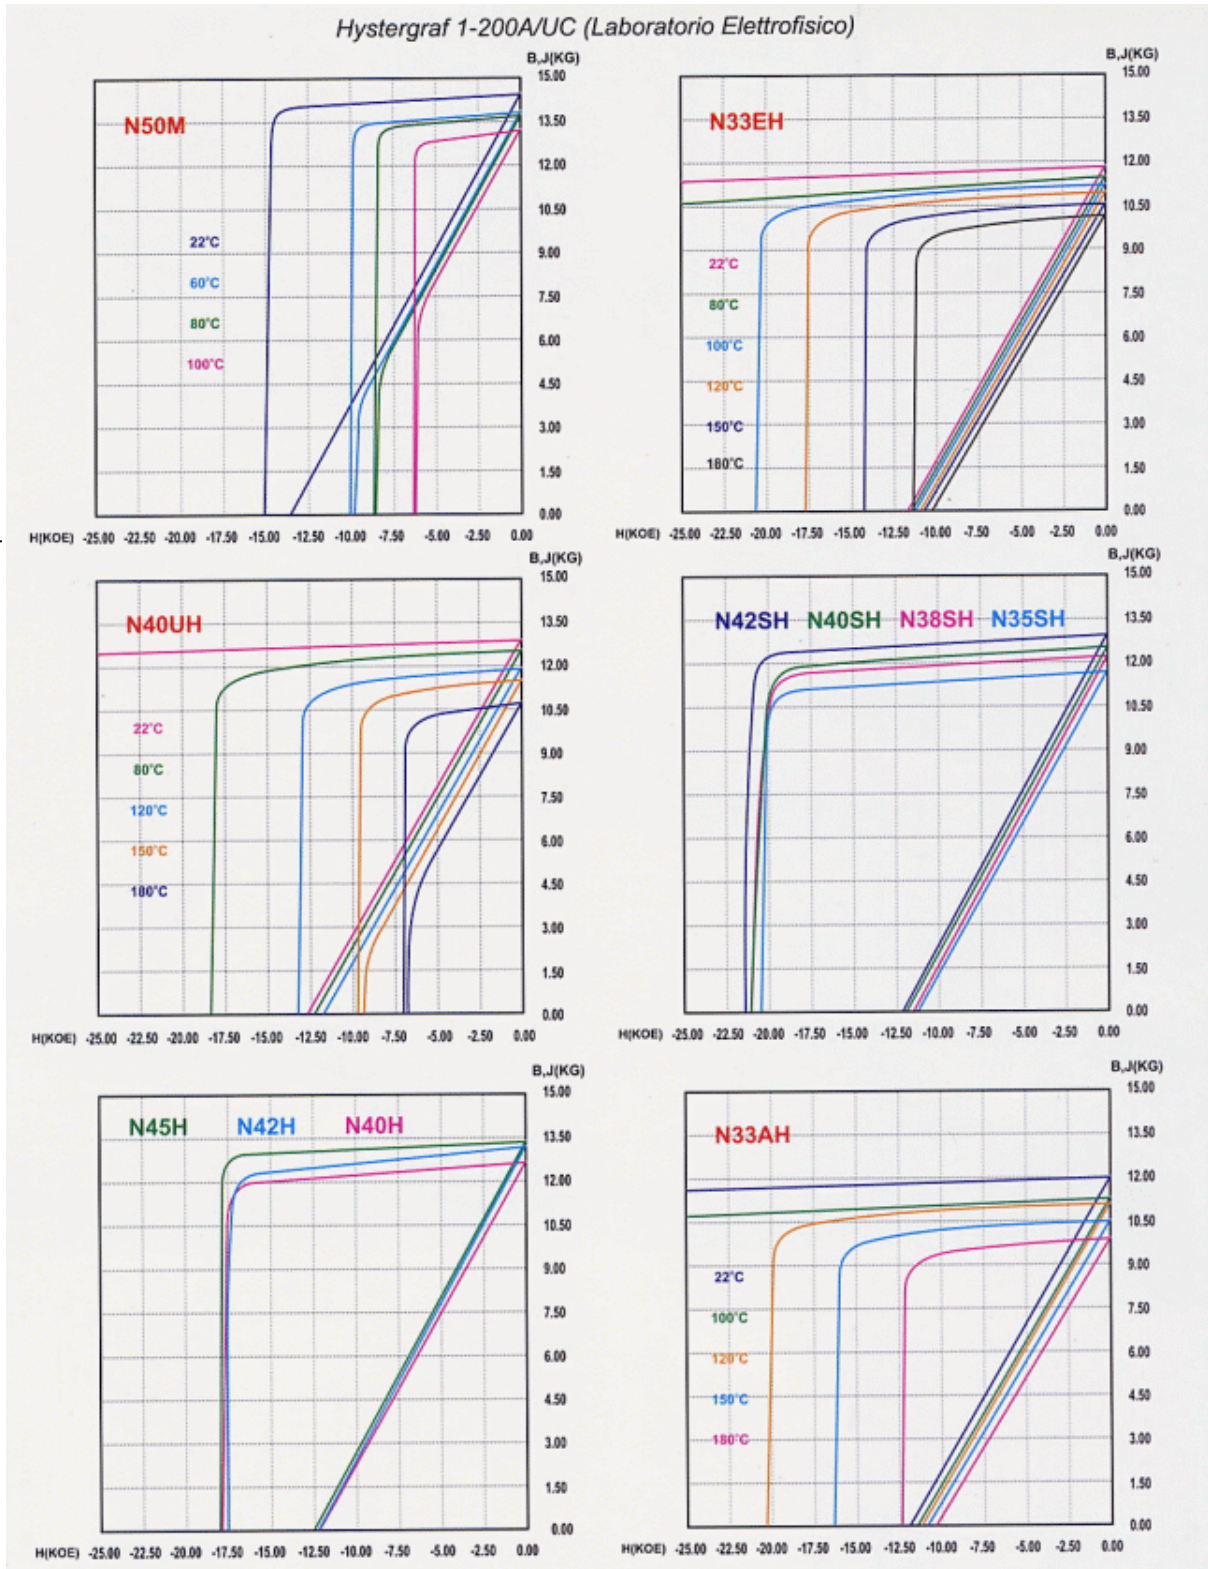 Hystergraf 1-200A/UC (Laboratorio Elettrofisico)
B,J(KG)
15.00
N50M
13.50
12.00
10.50
22°C
9.00
60°C
7.50
80°C
6.00
100°C
4.50
3.00
1.50
0.00
H(KOE) -25.00 -22.50 -20.00 -17.50 -15.00 -12.50 -10.00 -7.50 -5.00 -2.50 0.00
B,J(KG)
15.00
N33EH
13.50
12.00
10.50
22°C
9.00
80°C
7.50
100°C
6.00
120°C
4.50
150°C
3.00
180°C
1.50
0.00
H(KOE) -25.00 -22.50 -20.00 -17.50 -15.00 -12.50 -10.00 -7.50 -5.00 -2.50 0.00
B,J(KG)
15.00
N40UH
13.50
12.00
10.50
22°C
9.00
80°C
7.50
120°C
6.00
150°C
4.50
180°C
3.00
1.50
0.00
H(KOE) -25.00 -22.50 -20.00 -17.50 -15.00 -12.50 -10.00 -7.50 -5.00 -2.50 0.00
B,J(KG)
15.00
N42SH N40SH N38SH N35SH
13.50
12.00
10.50
9.00
7.50
6.00
4.50
3.00
1.50
0.00
H(KOE) -25.00 -22.50 -20.00 -17.50 -15.00 -12.50 -10.00 -7.50 -5.00 -2.50 0.00
B,J(KG)
15.00
N45H N42H N40H
13.50
12.00
10.50
9.00
7.50
6.00
4.50
3.00
1.50
0.00
H(KOE) -25.00 -22.50 -20.00 -17.50 -15.00 -12.50 -10.00 -7.50 -5.00 -2.50 0.00
B,J(KG)
15.00
N33AH
13.50
12.00
10.50
22°C
9.00
100°C
7.50
120°C
6.00
150°C
4.50
180°C
3.00
1.50
0.00
H(KOE) -25.00 -22.50 -20.00 -17.50 -15.00 -12.50 -10.00 -7.50 -5.00 -2.50 0.00